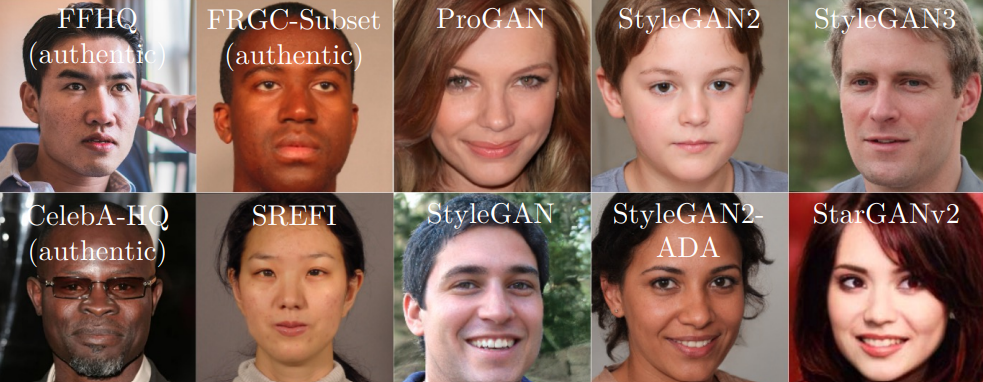 FFHQ
(authentic)
FRGC-Subset
(authentic)
ProGAN
StyleGAN2
StyleGAN3
CelebA-HQ
(authentic)
SREFI
StyleGAN
StyleGAN2-
ADA
StarGANv2